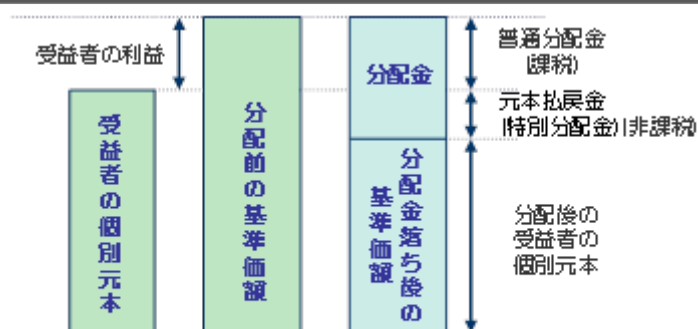 受益者の利益
受益者の個別元本
分配前の基準価額
分配金
分配金落ち後の
基準価額
普通分配金
(課税)
元本払戻金
(特別分配金)(非課税)
分配後の
受益者の
個別元本